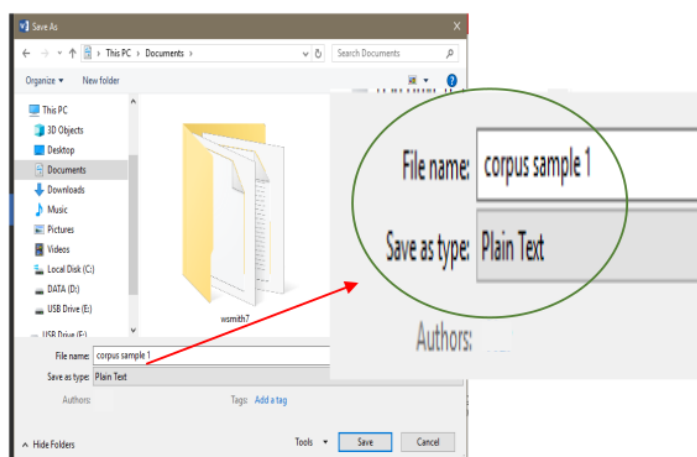 Save As
This PC > Documents >
Search Documents
Organize
New folder
This PC
3D Objects
Desktop
Documents
Downloads
Music
Pictures
Videos
Local Disk (C:)
DATA (D:)
USB Drive (E:)
USB Drive (E:)
wsmith7
File name: corpus sample 1
Save as type: Plain Text
Authors:
Tags: Add a tag
Hide Folders
Tools
Save
Cancel
File name: corpus sample 1
Save as type: Plain Text
Authors: